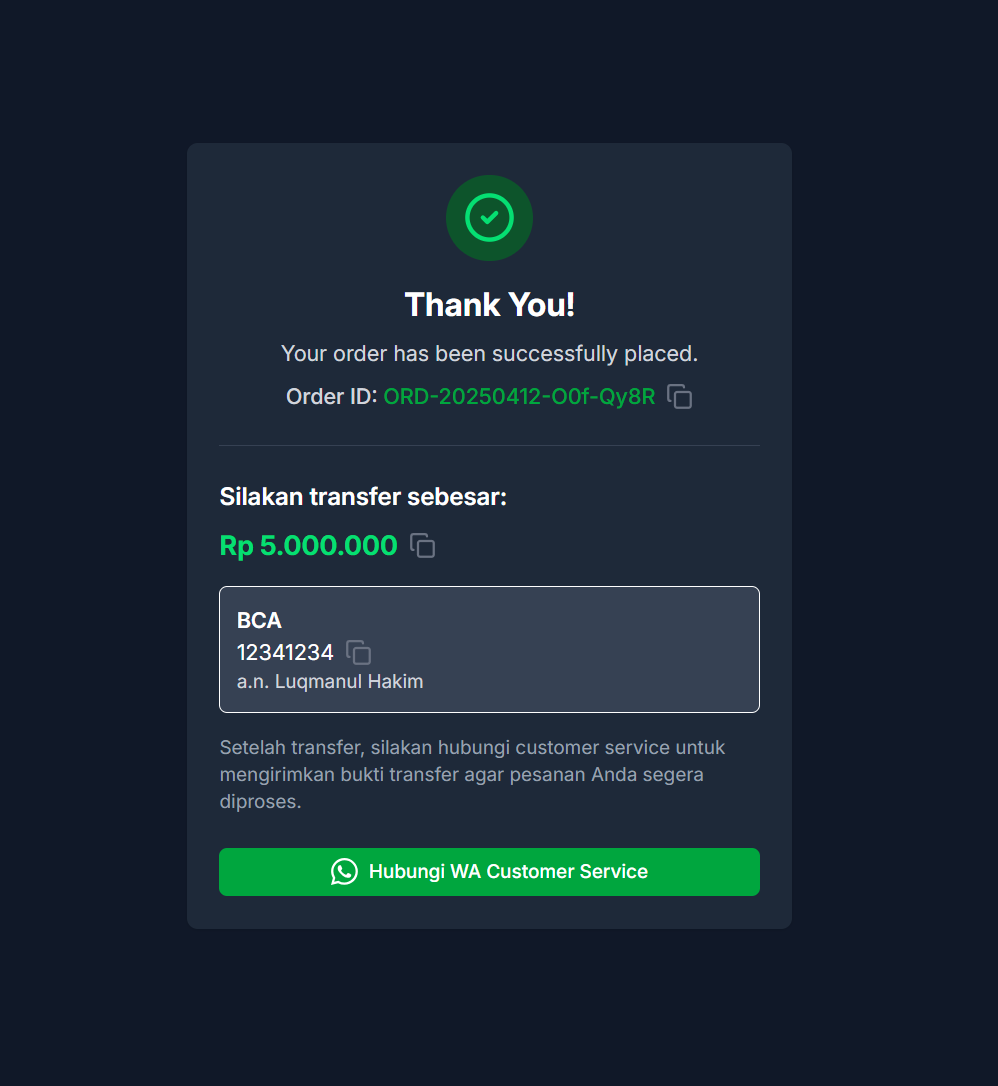 Thank You!
Your order has been successfully placed.
Order ID: ORD-20250412-O0f-Qy8R
Silakan transfer sebesar:
Rp 5.000.000
BCA
12341234
a.n. Luqmanul Hakim
Setelah transfer, silakan hubungi customer service untuk
mengirimkan bukti transfer agar pesanan Anda segera
diproses.
Hubungi WA Customer Service